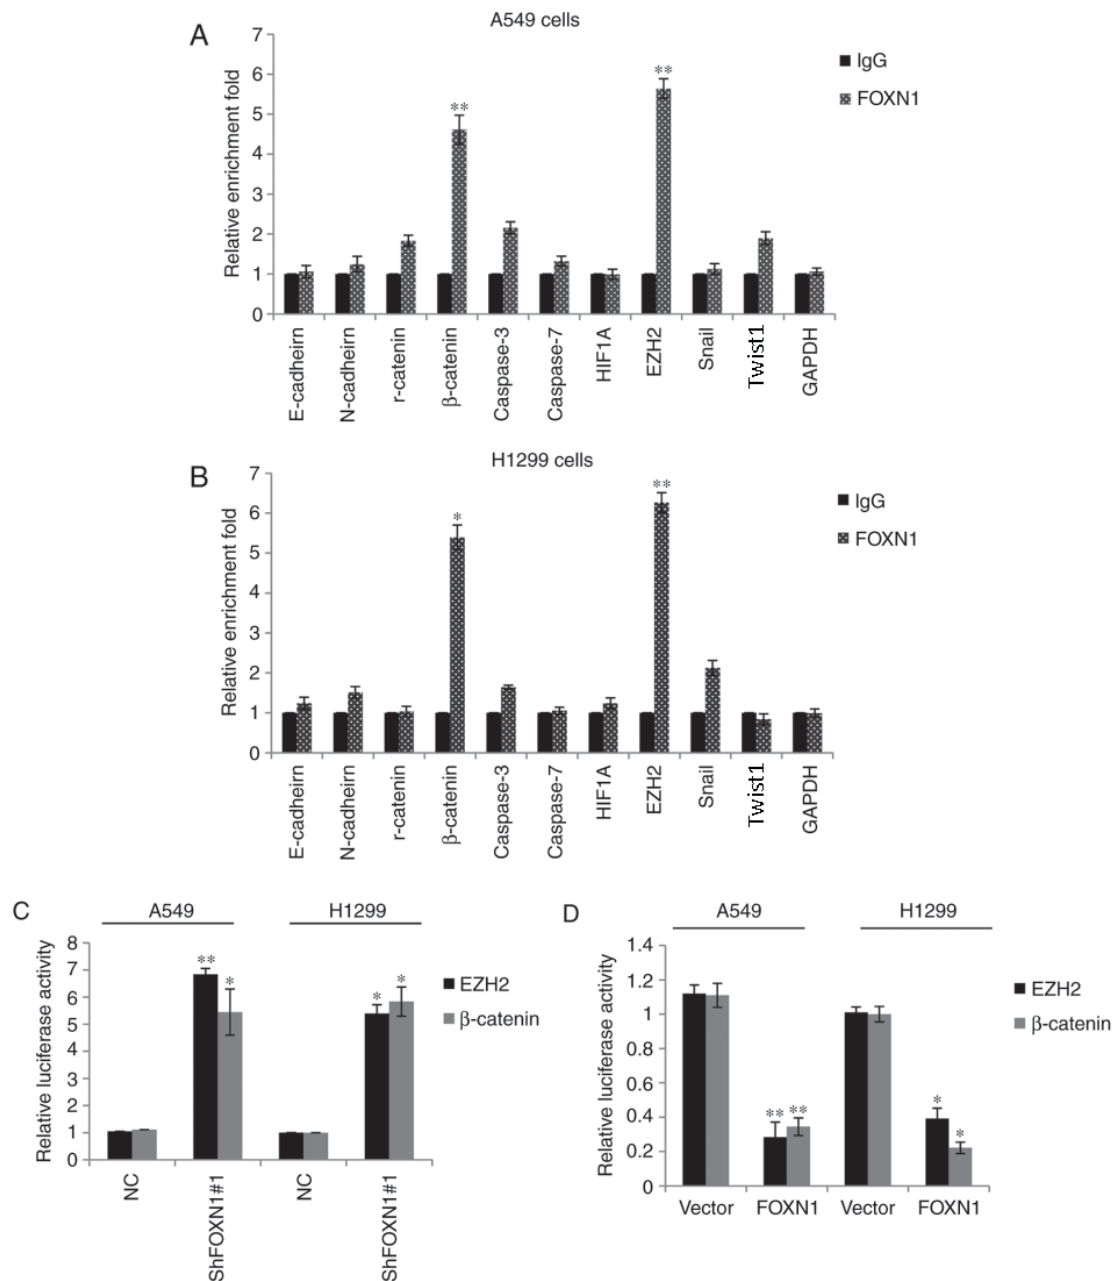 A
A549 cells
Relative enrichment fold
7
6
5
4
3
2
1
0
**
**
IgG
FOXN1
E-cadheirn
N-cadheirn
r-catenin
β-catenin
Caspase-3
Caspase-7
HIF1A
EZH2
Snail
Twist1
GAPDH
B
H1299 cells
Relative enrichment fold
7
6
5
4
3
2
1
0
*
**
IgG
FOXN1
E-cadheirn
N-cadheirn
r-catenin
β-catenin
Caspase-3
Caspase-7
HIF1A
EZH2
Snail
Twist1
GAPDH
C
A549
H1299
Relative luciferase activity
8
7
6
5
4
3
2
1
0
**
*
*
*
EZH2
β-catenin
NC
ShFOXN1#1
NC
ShFOXN1#1
D
A549
H1299
Relative luciferase activity
1.4
1.2
1
0.8
0.6
0.4
0.2
0
**
**
*
*
EZH2
β-catenin
Vector
FOXN1
Vector
FOXN1